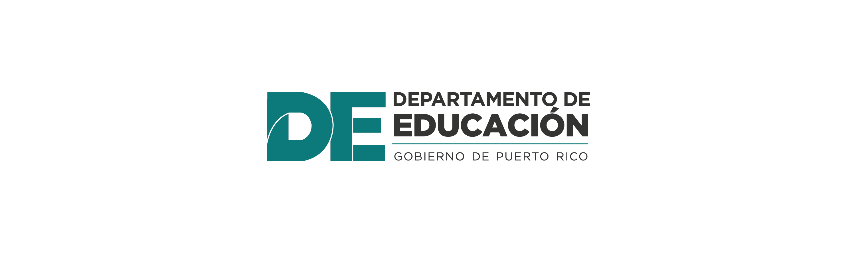 DE
DEPARTAMENTO DE
EDUCACIÓN
GOBIERNO DE PUERTO RICO